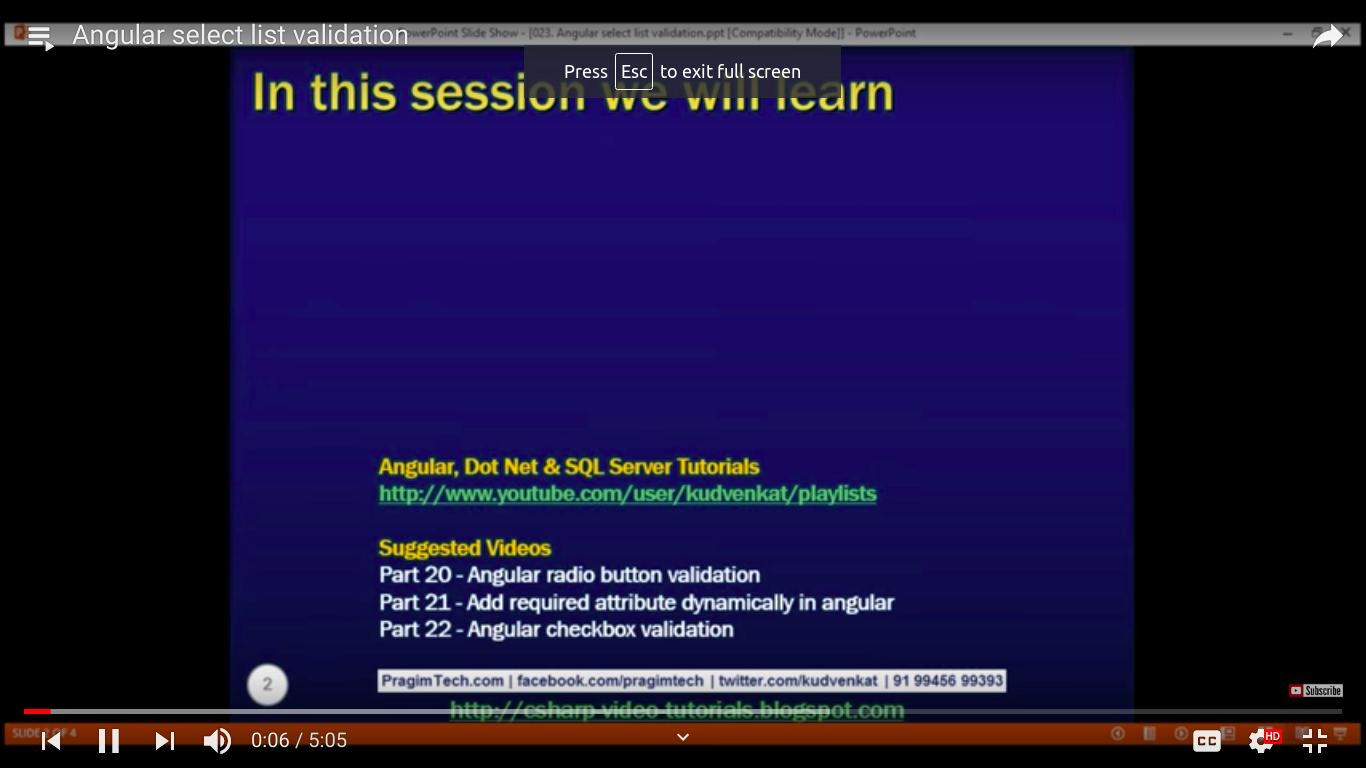 Angular select list validation
PowerPoint Slide Show - [023. Angular select list validation.ppt [Compatibility Mode]] - PowerPoint
Press Esc to exit full screen
In this session we will learn
Angular, Dot Net & SQL Server Tutorials
http://www.youtube.com/user/kudvenkat/playlists
Suggested Videos
Part 20 - Angular radio button validation
Part 21 - Add required attribute dynamically in angular
Part 22 - Angular checkbox validation
2
PragimTech.com | facebook.com/pragimtech | twitter.com/kudvenkat | 91 99456 99393
Subscribe
http://csharp-video-tutorials.blogspot.com
SLIDE OF 4
0:06 / 5:05
CC
HD